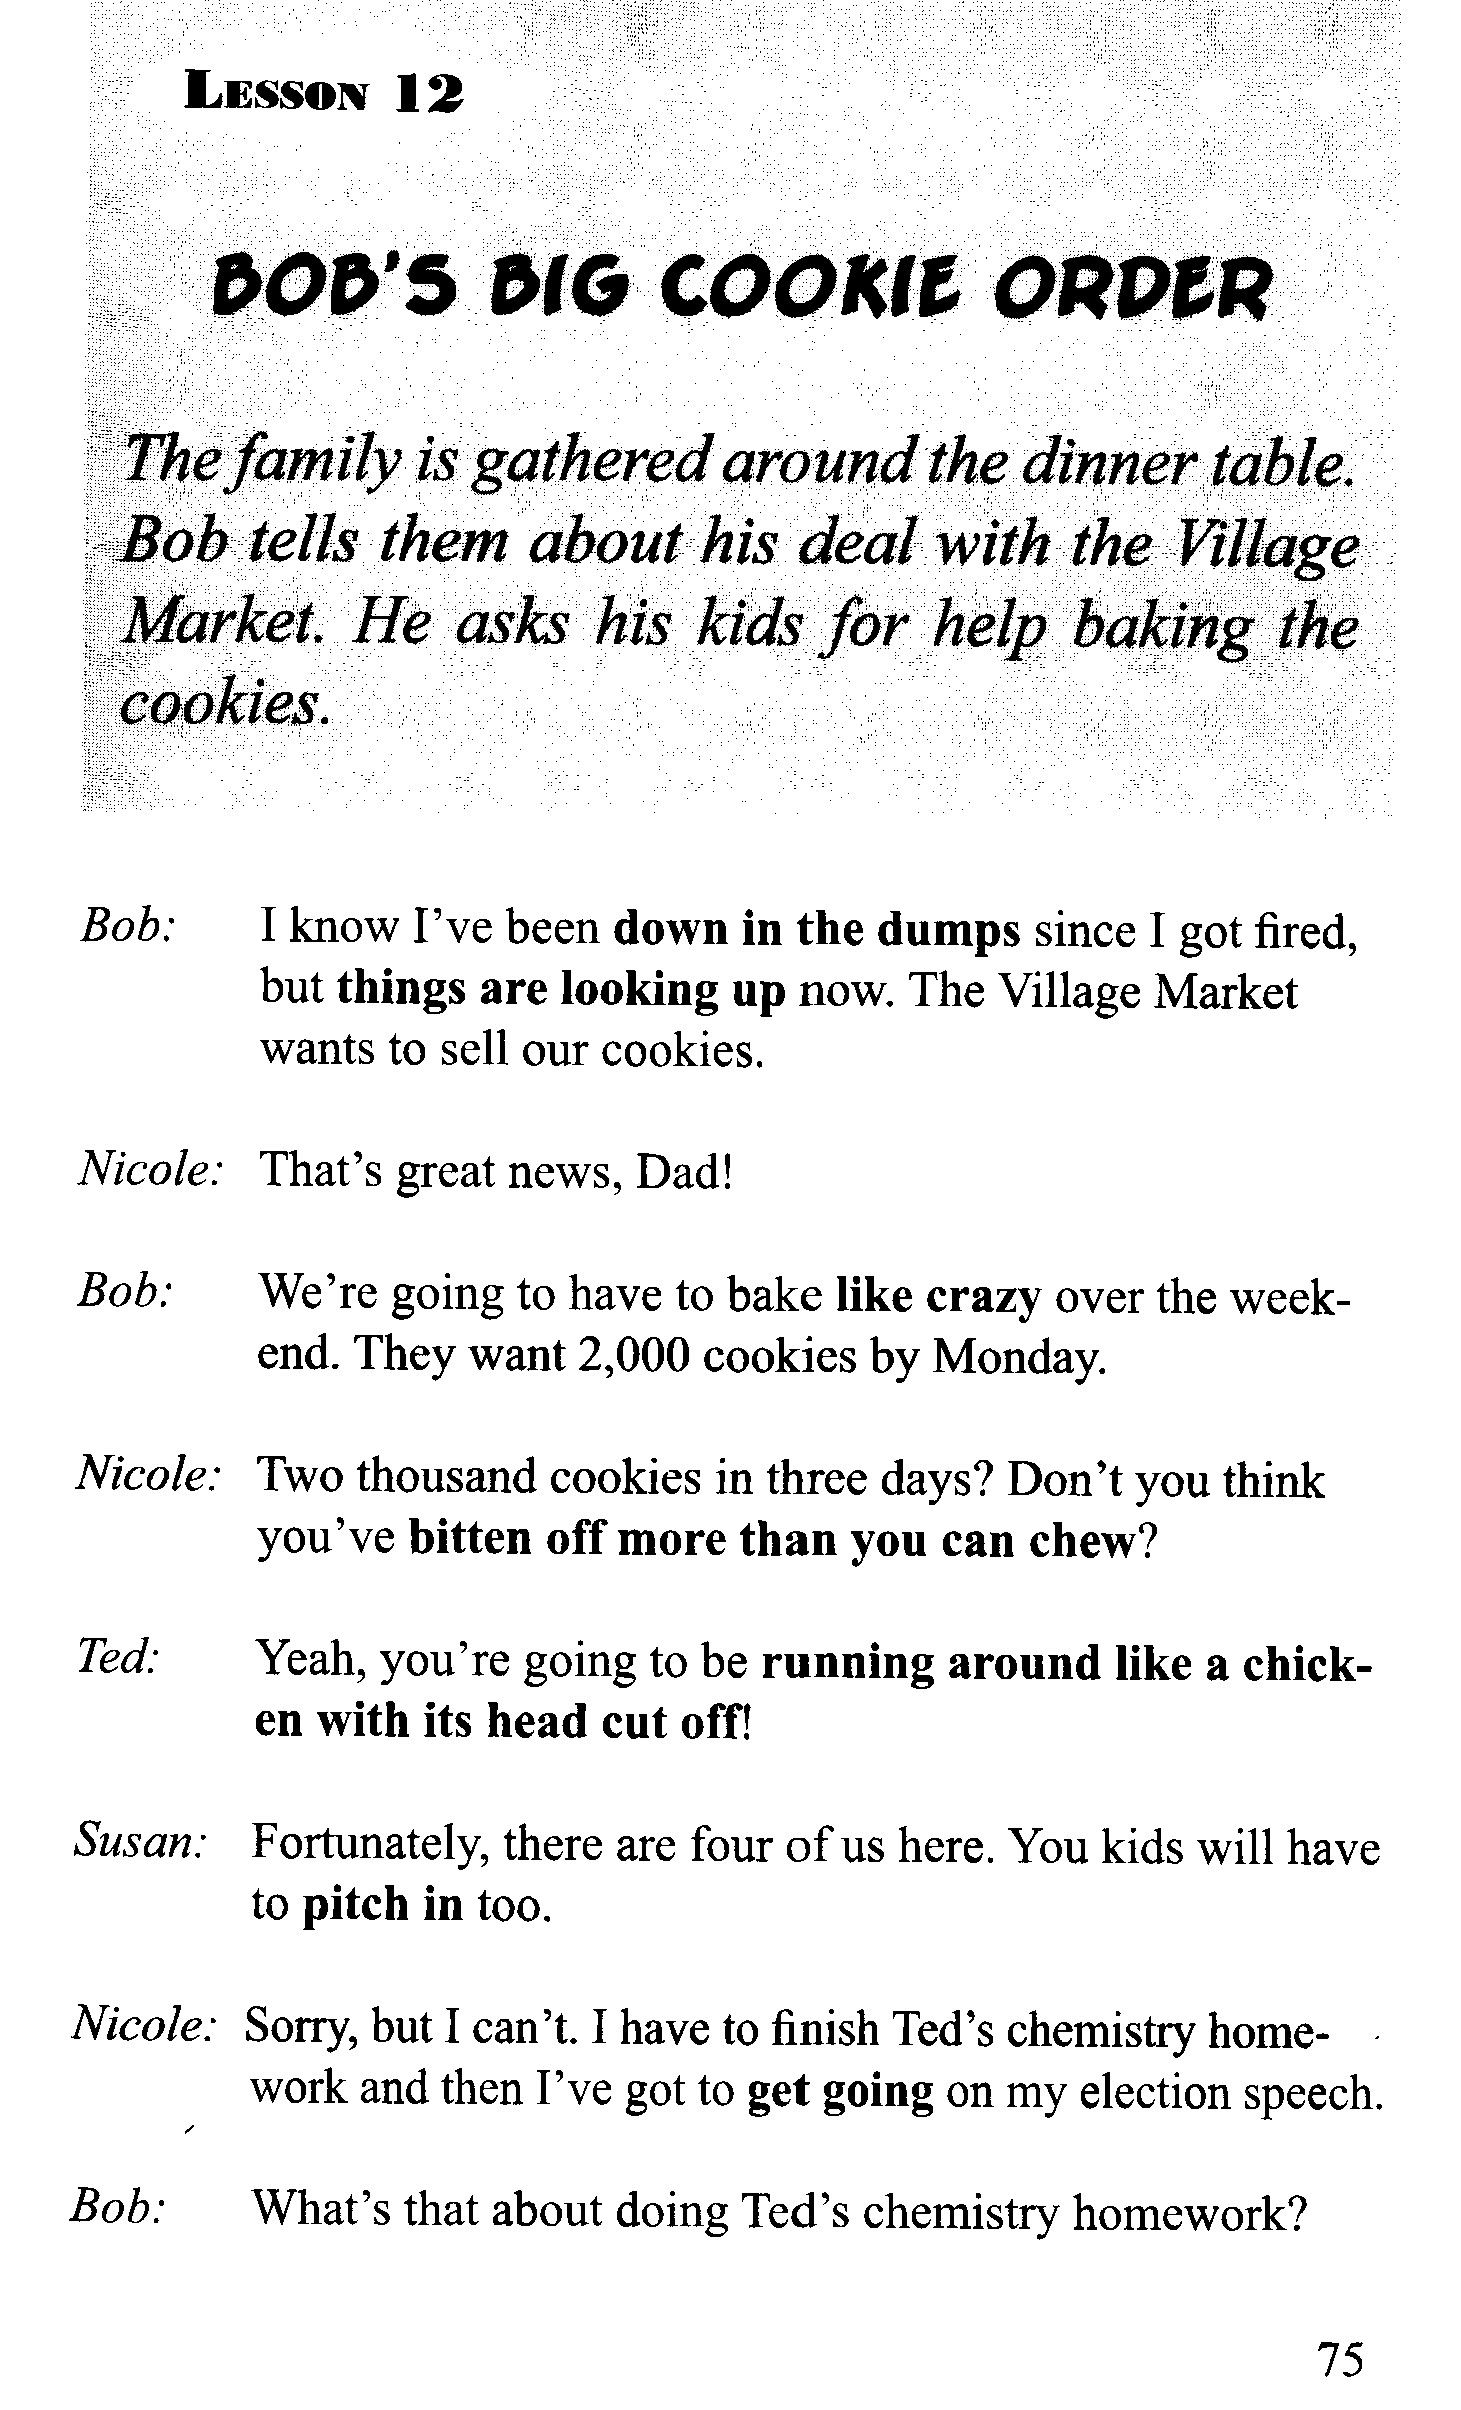 LESSON 12
BOB'S BIG COOKIE ORDER
The family is gathered around the dinner table.
Bob tells them about his deal with the Village
Market. He asks his kids for help baking the
cookies.
Bob: I know I've been down in the dumps since I got fired,
but things are looking up now. The Village Market
wants to sell our cookies.
Nicole: That's great news, Dad!
Bob: We're going to have to bake like crazy over the week-
end. They want 2,000 cookies by Monday.
Nicole: Two thousand cookies in three days? Don't you think
you've bitten off more than you can chew?
Ted: Yeah, you're going to be running around like a chick-
en with its head cut off!
Susan: Fortunately, there are four of us here. You kids will have
to pitch in too.
Nicole: Sorry, but I can't. I have to finish Ted's chemistry home-
work and then I've got to get going on my election speech.
Bob: What's that about doing Ted's chemistry homework?
75